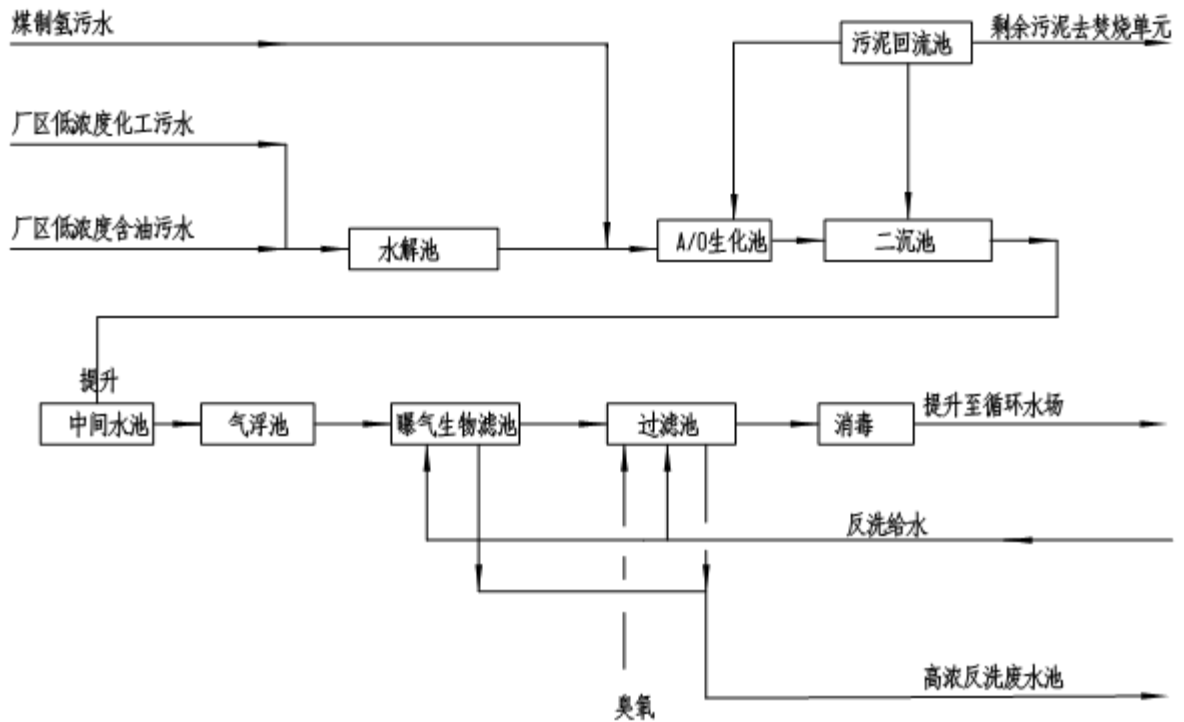 煤制氢污水
污泥回流池
剩余污泥去焚烧单元
厂区低浓度化工污水
厂区低浓度含油污水
水解池
A/O生化池
二沉池
提升
中间水池
气浮池
曝气生物滤池
过滤池
消毒
提升至循环水场
反洗给水
高浓反洗废水池
臭氧